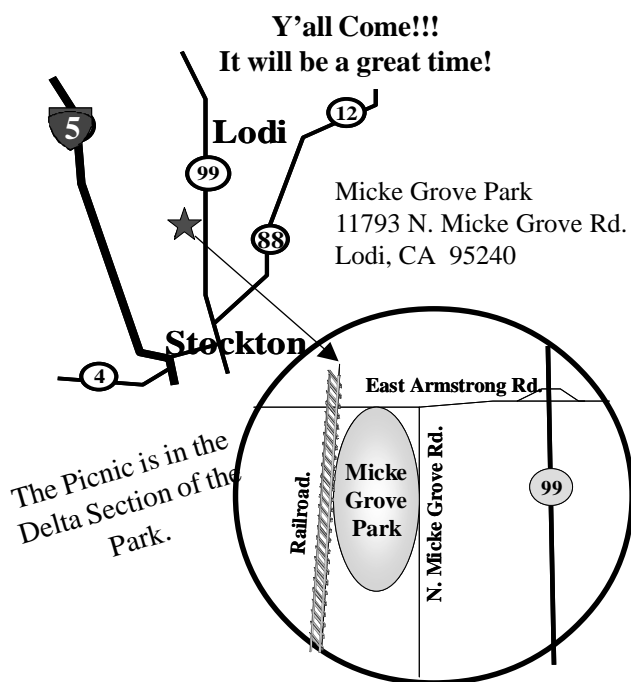 Y’all Come!!!
It will be a great time!
5
Lodi
12
99
88
Micke Grove Park
11793 N. Micke Grove Rd.
Lodi, CA 95240
Stockton
4
East Armstrong Rd.
The Picnic is in the
Delta Section of the
Park.
Railroad.
Micke
Grove
Park
N. Micke Grove Rd.
99